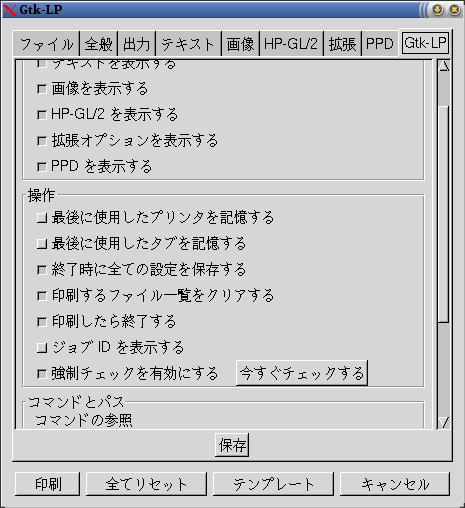 Gtk-LP
ファイル 全般 出力 テキスト 画像 HP-GL/2 拡張 PPD Gtk-LP
テキストを表示する
画像を表示する
HP-GL/2 を表示する
拡張オプションを表示する
PPD を表示する
操作
最後に使用したプリンタを記憶する
最後に使用したタブを記憶する
終了時に全ての設定を保存する
印刷するファイル一覧をクリアする
印刷したら終了する
ジョブ ID を表示する
強制チェックを有効にする 今すぐチェックする
コマンドとパス
コマンドの参照
保存
印刷 全てリセット テンプレート キャンセル